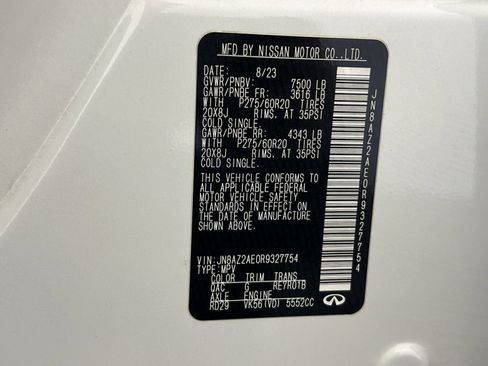 MFD BY NISSAN MOTOR CO.,LTD.
DATE: 8/23
GVWR/PNBV: 7500 LB
GAWR/PNBE FR: 3616 LB
WITH P275/60R20 TIRES
20X8J RIMS, AT 35PSI
COLD SINGLE.
GAWR/PNBE RR: 4343 LB
WITH P275/60R20 TIRES
20X8J RIMS, AT 35PSI
COLD SINGLE.
THIS VEHICLE CONFORMS TO
ALL APPLICABLE FEDERAL
MOTOR VEHICLE SAFETY
STANDARDS IN EFFECT ON
THE DATE OF MANUFACTURE
SHOWN ABOVE.
VIN:JN8AZ2AE0R9327754
TYPE:MPV
COLOR TRIM TRANS
QAC G RE7R01B
AXLE ENGINE
RD29 VK56(VD) 5552CC
INFINITI
JN8AZ2AE0R9327754